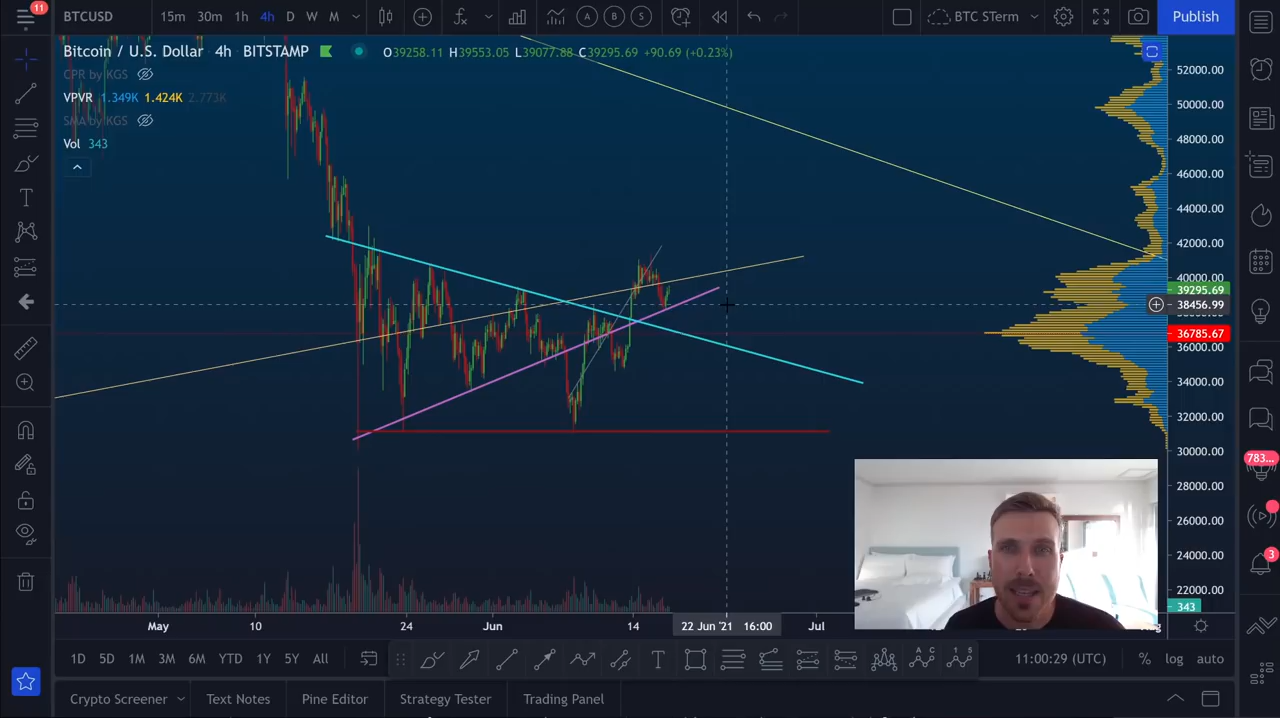 11
BTCUSD 15m 30m 1h 4h D W M A B S BTC STerm Publish
Bitcoin / U.S. Dollar 4h BITSTAMP O39258.11 H39553.05 L39077.88 C39295.69 +90.69 (+0.23%)
CPR by KGS
VPVR 1.349K 1.424K 2.773K
SMA by KGS
Vol 343
52000.00
50000.00
48000.00
46000.00
44000.00
42000.00
40000.00
39295.69
38456.99
36785.67
36000.00
34000.00
32000.00
30000.00
28000.00
26000.00
24000.00
22000.00
343
783...
3
May 10 24 Jun 14 22 Jun '21 16:00 Jul
1D 5D 1M 3M 6M YTD 1Y 5Y All T A C 1 5 11:00:29 (UTC) % log auto
Crypto Screener Text Notes Pine Editor Strategy Tester Trading Panel